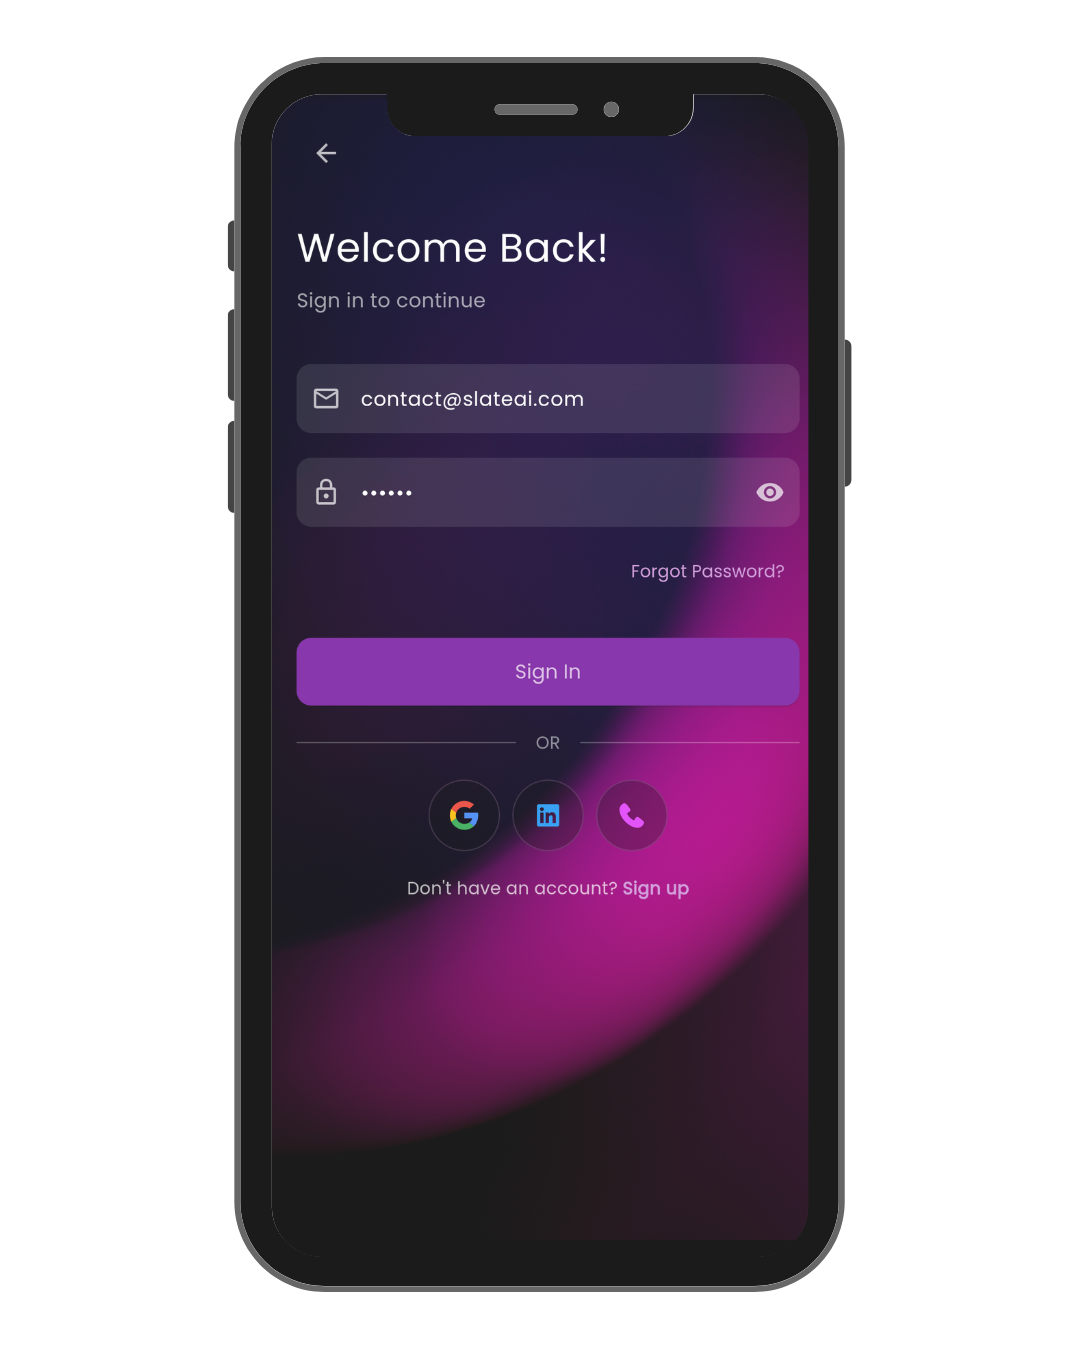 Welcome Back!
Sign in to continue
contact@slateai.com
••••••
Forgot Password?
Sign In
OR
Don't have an account? Sign up